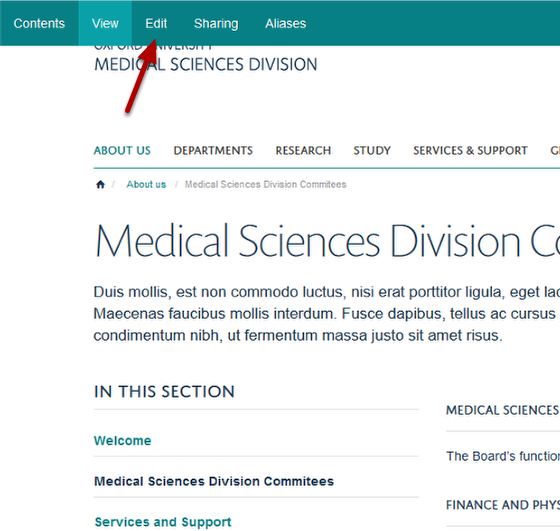 Contents View Edit Sharing Aliases
OXFORD UNIVERSITY
MEDICAL SCIENCES DIVISION
ABOUT US DEPARTMENTS RESEARCH STUDY SERVICES & SUPPORT
/ About us / Medical Sciences Division Commitees
Medical Sciences Division Co
Duis mollis, est non commodo luctus, nisi erat porttitor ligula, eget lac
Maecenas faucibus mollis interdum. Fusce dapibus, tellus ac cursus
condimentum nibh, ut fermentum massa justo sit amet risus.
IN THIS SECTION
Welcome
Medical Sciences Division Commitees
Services and Support
MEDICAL SCIENCES
The Board's function
FINANCE AND PHYS